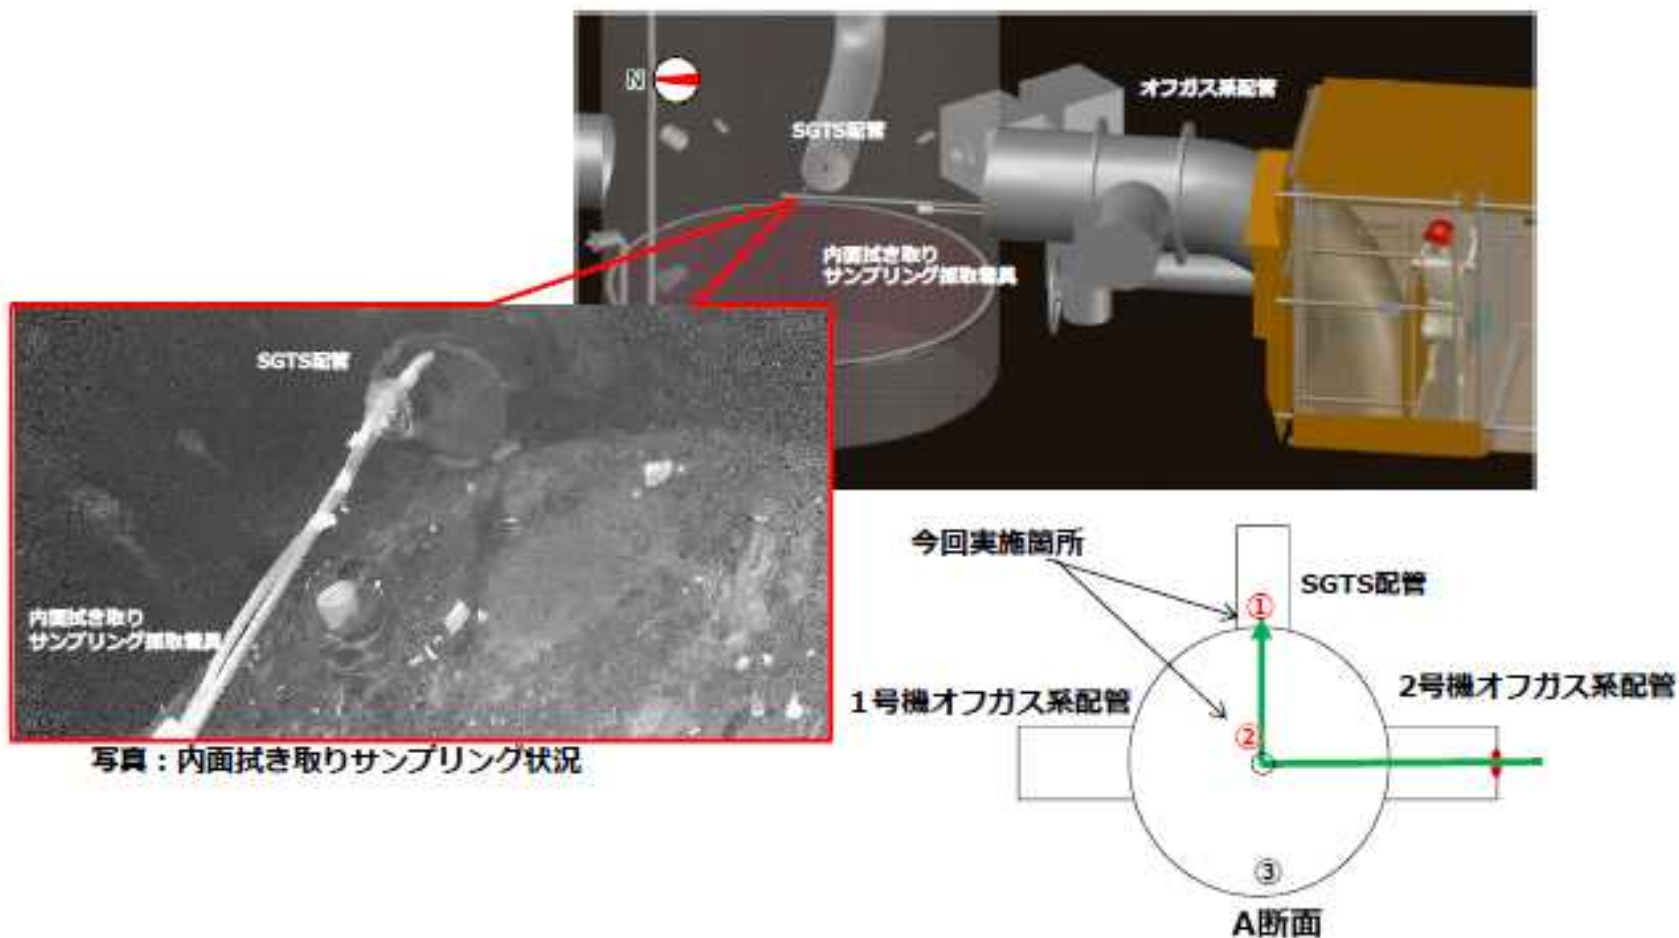 N
オフガス系配管
SGTS配管
内面拭き取り
サンプリング採取器具
SGTS配管
内面拭き取り
サンプリング採取器具
写真：内面拭き取りサンプリング状況
今回実施箇所
SGTS配管
①
1号機オフガス系配管
2号機オフガス系配管
②
③
A断面